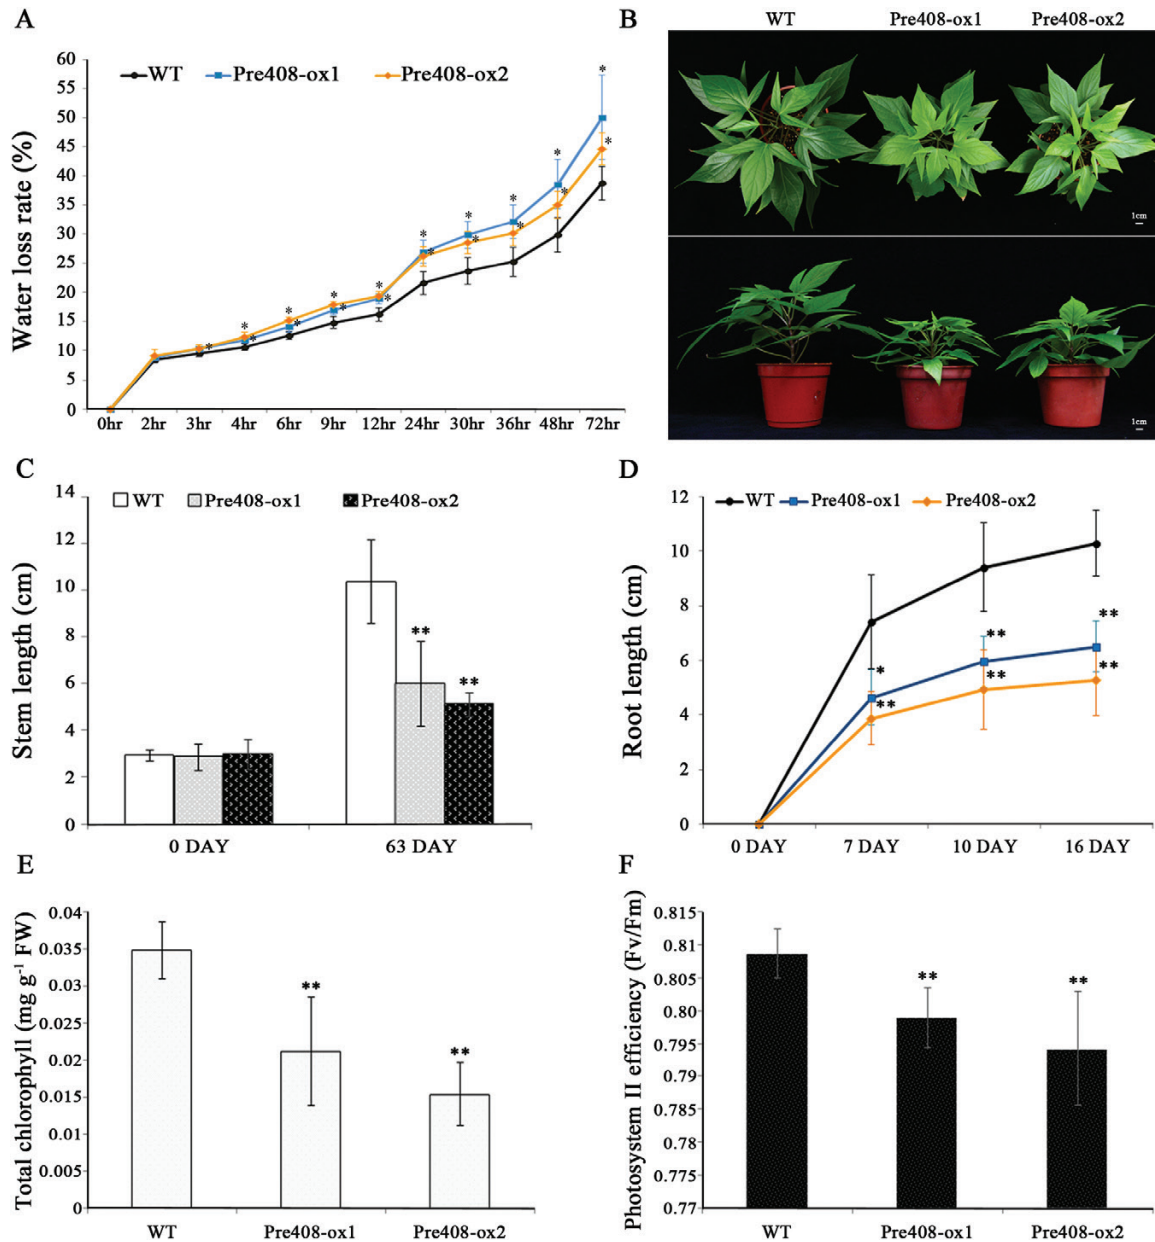 A
Water loss rate (%)
60
55
50
45
40
35
30
25
20
15
10
5
0
WT Pre408-ox1 Pre408-ox2
* * * * * * * * * *
* * * * * * * * * *
0hr 2hr 3hr 4hr 6hr 9hr 12hr 24hr 30hr 36hr 48hr 72hr
B
WT Pre408-ox1 Pre408-ox2
1cm
1cm
C
Stem length (cm)
14
12
10
8
6
4
2
0
WT Pre408-ox1 Pre408-ox2
**
**
0 DAY 63 DAY
D
Root length (cm)
12
10
8
6
4
2
0
WT Pre408-ox1 Pre408-ox2
* ** **
** ** **
0 DAY 7 DAY 10 DAY 16 DAY
E
Total chlorophyll (mg g⁻¹ FW)
0.04
0.035
0.03
0.025
0.02
0.015
0.01
0.005
0
**
**
WT Pre408-ox1 Pre408-ox2
F
Photosystem II efficiency (Fv/Fm)
0.815
0.81
0.805
0.80
0.795
0.79
0.785
0.78
0.775
0.77
**
**
WT Pre408-ox1 Pre408-ox2